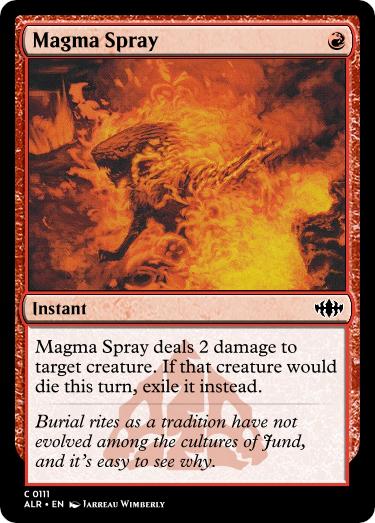 Magma Spray
Instant
Magma Spray deals 2 damage to
target creature. If that creature would
die this turn, exile it instead.
Burial rites as a tradition have not
evolved among the cultures of Jund,
and it's easy to see why.
C 0111
ALR • EN Jarreau Wimberly